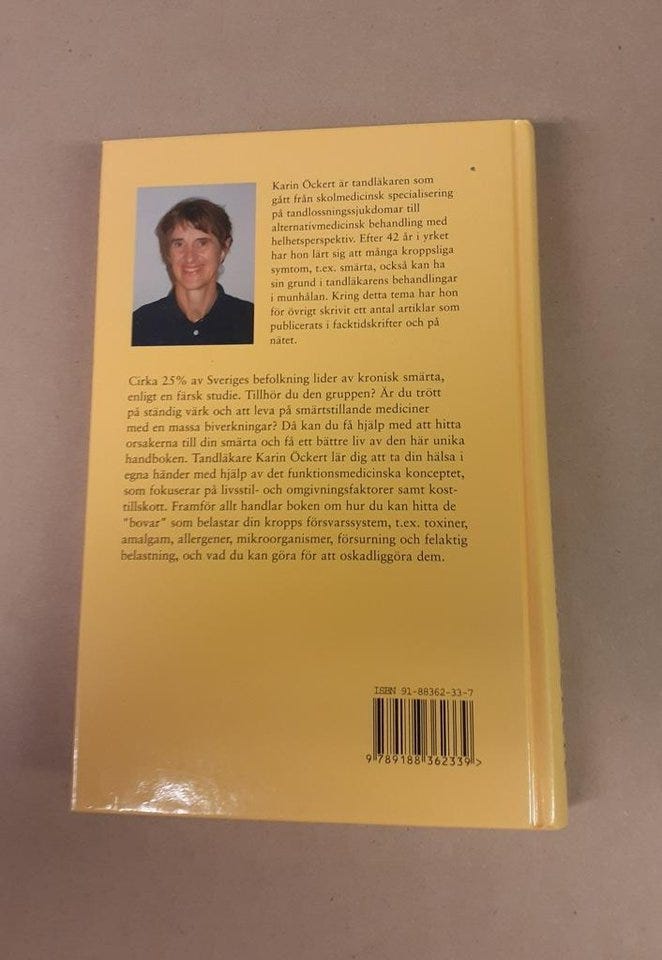 Karin Öckert är tandläkaren som
gått från skolmedicinsk specialisering
på tandlossningssjukdomar till
alternativmedicinsk behandling med
helhetsperspektiv. Efter 42 år i yrket
har hon lärt sig att många kroppsliga
symtom, t.ex. smärta, också kan ha
sin grund i tandläkarens behandlingar
i munhålan. Kring detta tema har hon
för övrigt skrivit ett antal artiklar som
publicerats i facktidskrifter och på
nätet.
Cirka 25% av Sveriges befolkning lider av kronisk smärta,
enligt en färsk studie. Tillhör du den gruppen? Är du trött
på ständig värk och att leva på smärtstillande mediciner
med en massa biverkningar? Då kan du få hjälp med att hitta
orsakerna till din smärta och få ett bättre liv av den här unika
handboken. Tandläkare Karin Öckert lär dig att ta din hälsa i
egna händer med hjälp av det funktionsmedicinska konceptet,
som fokuserar på livsstil- och omgivningsfaktorer samt kost-
tillskott. Framför allt handlar boken om hur du kan hitta de
"bovar" som belastar din kropps försvarssystem, t.ex. toxiner,
amalgam, allergener, mikroorganismer, försurning och felaktig
belastning, och vad du kan göra för att oskadliggöra dem.
ISBN 91-88362-33-7
9 789188 362339 >